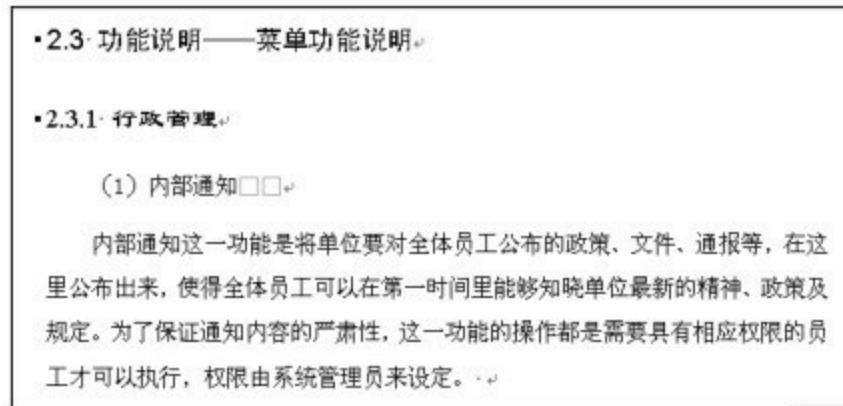 2.3 功能说明——菜单功能说明
2.3.1 行政管理
（1）内部通知□□
内部通知这一功能是将单位要对全体员工公布的政策、文件、通报等，在这
里公布出来，使得全体员工可以在第一时间里能够知晓单位最新的精神、政策及
规定。为了保证通知内容的严肃性，这一功能的操作都是需要具有相应权限的员
工才可以执行，权限由系统管理员来设定。